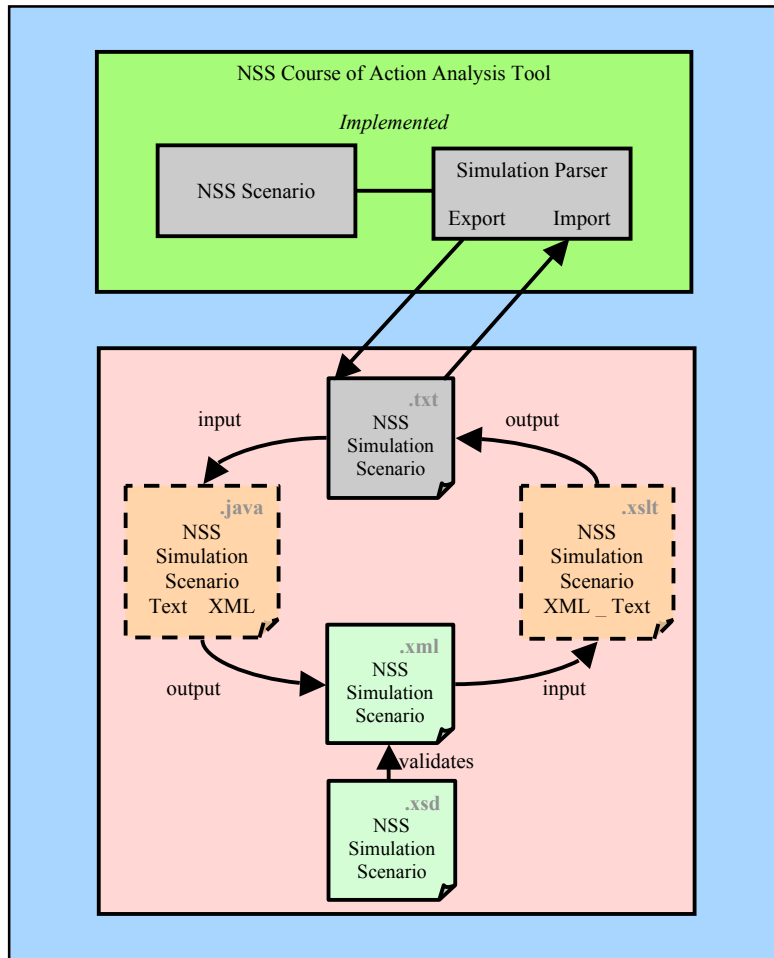 NSS Course of Action Analysis Tool
Implemented
NSS Scenario
Simulation Parser
Export Import
.txt
NSS
Simulation
Scenario
input
output
.java
NSS
Simulation
Scenario
Text XML
.xslt
NSS
Simulation
Scenario
XML _ Text
.xml
NSS
Simulation
Scenario
output
input
validates
.xsd
NSS
Simulation
Scenario